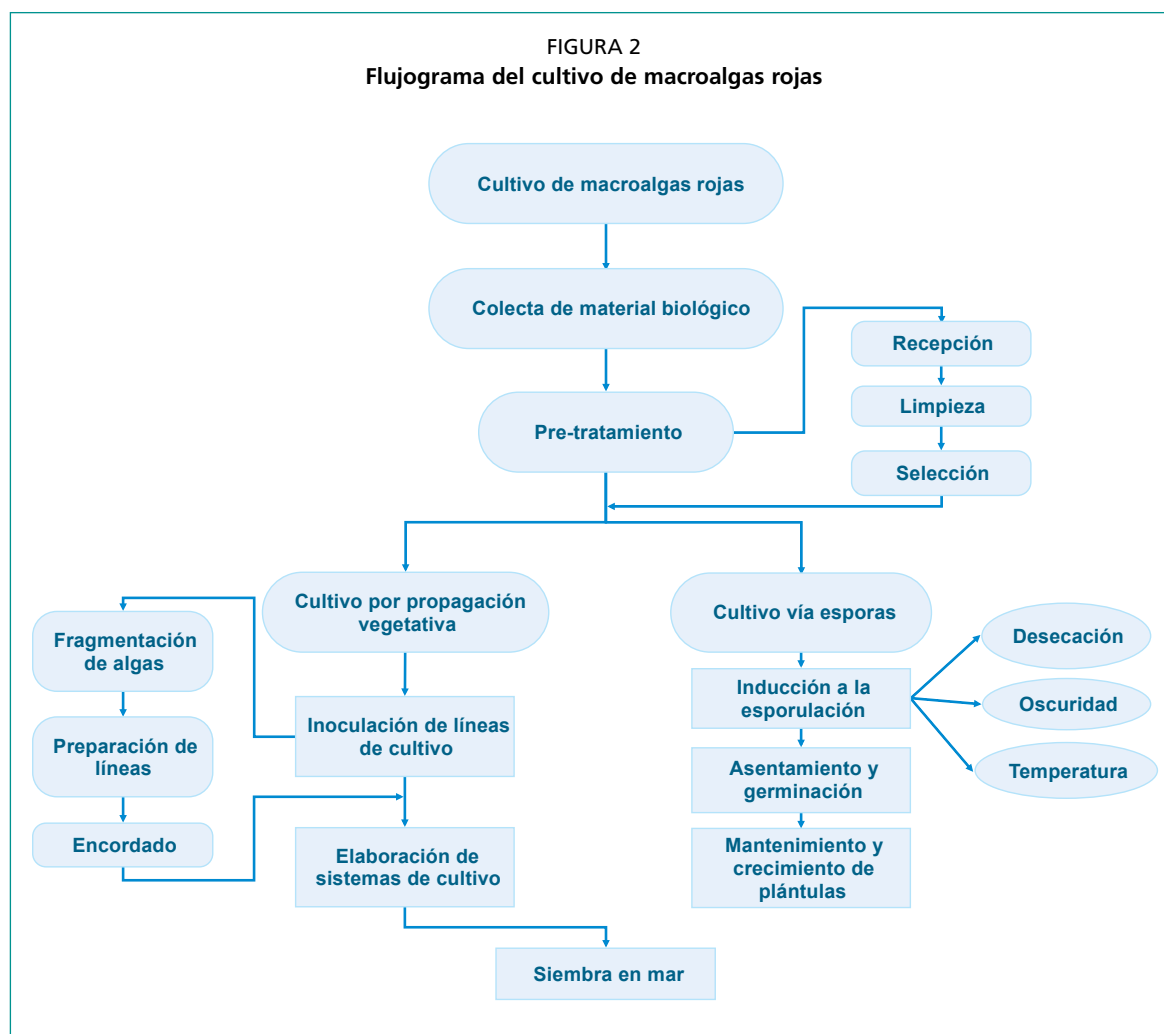 FIGURA 2
Flujograma del cultivo de macroalgas rojas
Cultivo de macroalgas rojas
Colecta de material biológico
Pre-tratamiento
Recepción
Limpieza
Selección
Cultivo por propagación
vegetativa
Fragmentación
de algas
Preparación de
líneas
Encordado
Inoculación de líneas
de cultivo
Elaboración de
sistemas de cultivo
Siembra en mar
Cultivo vía esporas
Inducción a la
esporulación
Desecación
Oscuridad
Temperatura
Asentamiento y
germinación
Mantenimiento y
crecimiento de
plántulas